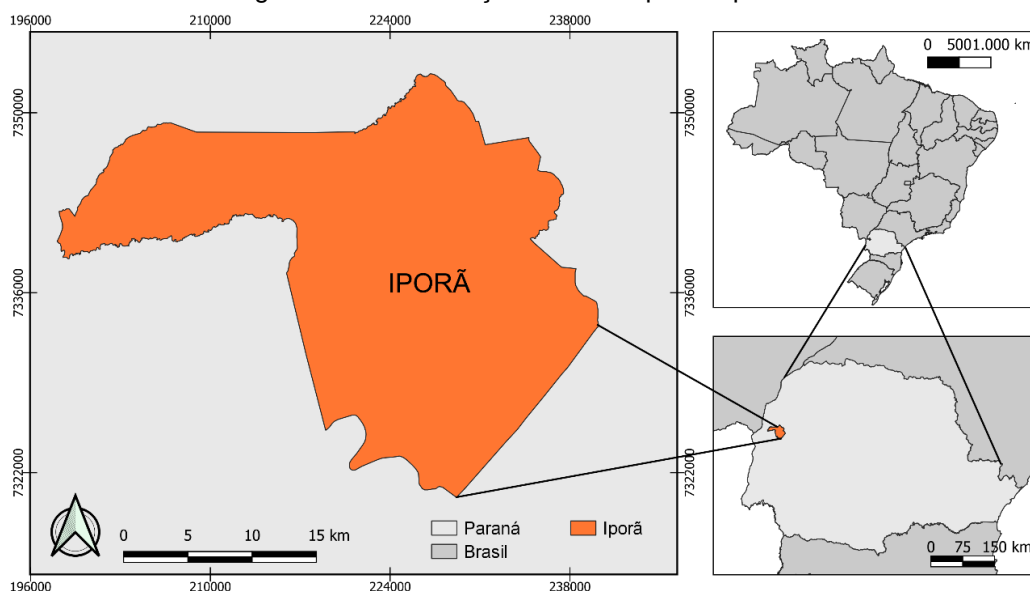 196000 210000 224000 238000
7350000 7350000
7336000 7336000
7322000 7322000
IPORÃ
0 5 10 15 km
Paraná Iporã
Brasil
196000 210000 224000 238000
0 5001.000 km
0 75 150 km